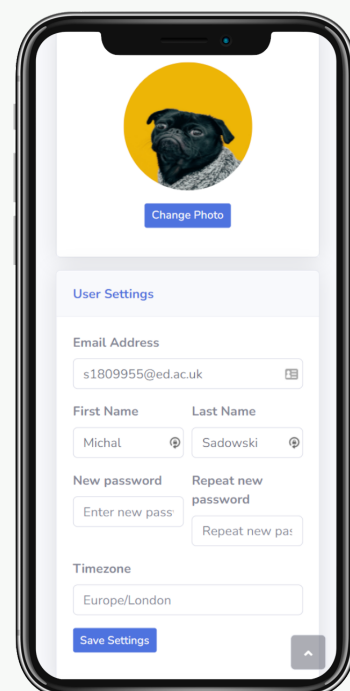 Change Photo
User Settings
Email Address
s1809955@ed.ac.uk
First Name Last Name
Michal Sadowski
New password Repeat new
password
Enter new pass
Repeat new pas
Timezone
Europe/London
Save Settings